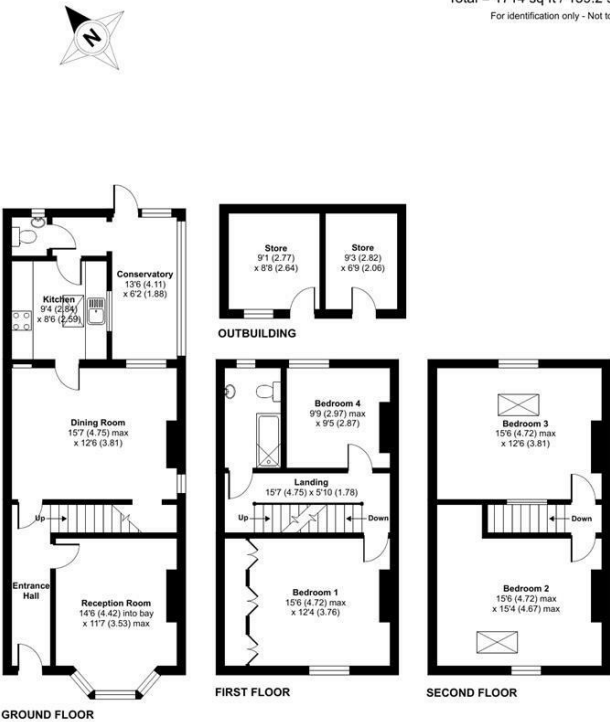 Total = 1714 sq ft /
For identification only - Not to
N
Conservatory
13'6 (4.11)
x 6'2 (1.88)
Kitchen
9'4 (2.84)
x 8'6 (2.59)
Dining Room
15'7 (4.75) max
x 12'6 (3.81)
Up
Entrance
Hall
Reception Room
14'6 (4.42) into bay
x 11'7 (3.53) max
GROUND FLOOR
Store
9'1 (2.77)
x 8'8 (2.64)
Store
9'3 (2.82)
x 6'9 (2.06)
OUTBUILDING
Bedroom 4
9'9 (2.97) max
x 9'5 (2.87)
Landing
15'7 (4.75) x 5'10 (1.78)
Up
Down
Bedroom 1
15'6 (4.72) max
x 12'4 (3.76)
FIRST FLOOR
Bedroom 3
15'6 (4.72) max
x 12'6 (3.81)
Down
Bedroom 2
15'6 (4.72) max
x 15'4 (4.67) max
SECOND FLOOR